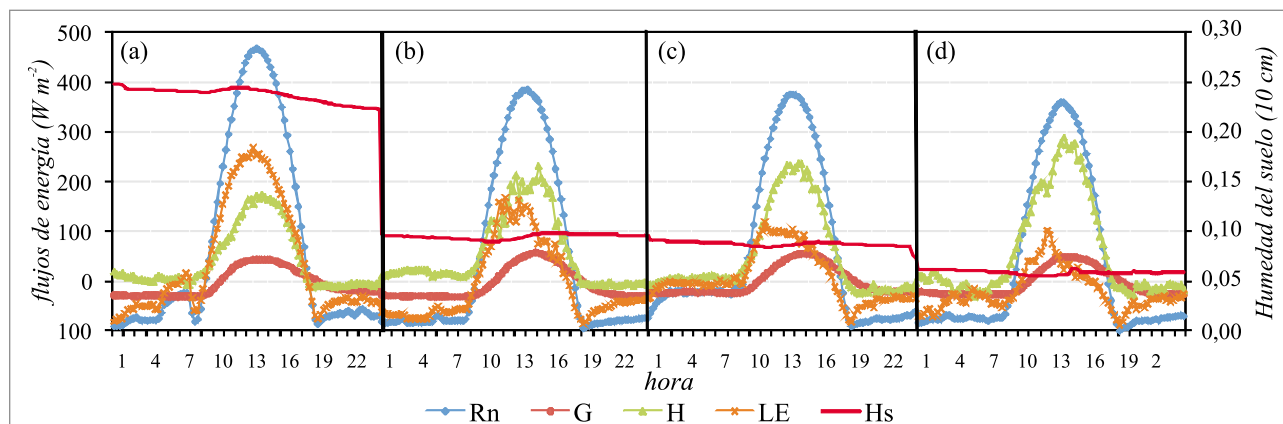 flujos de energía (W m⁻²)
500
400
300
200
100
0
100
(a)
(b)
(c)
(d)
0,30
0,25
0,20
0,15
0,10
0,05
0,00
Humedad del suelo (10 cm)
1 4 7 10 13 16 19 22 1 4 7 10 13 16 19 22 1 4 7 10 13 16 19 22 1 4 7 10 13 16 19 2
hora
Rn G H LE Hs